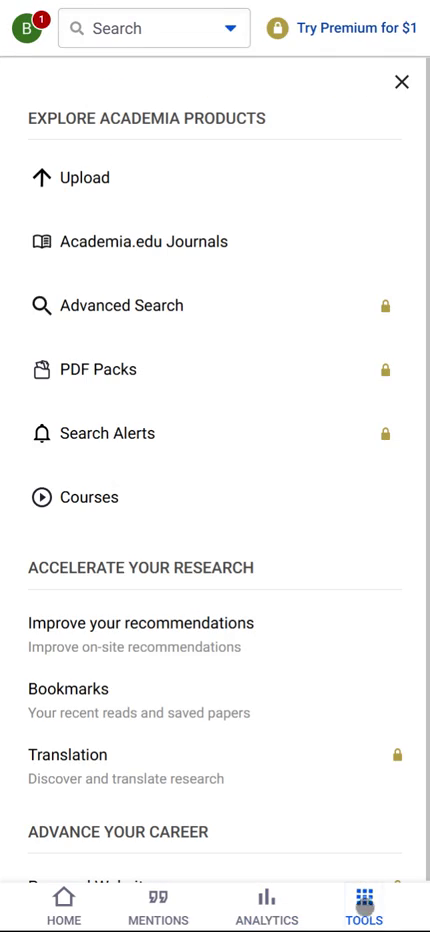 B
1
Search
Try Premium for $1
EXPLORE ACADEMIA PRODUCTS
Upload
Academia.edu Journals
Advanced Search
PDF Packs
Search Alerts
Courses
ACCELERATE YOUR RESEARCH
Improve your recommendations
Improve on-site recommendations
Bookmarks
Your recent reads and saved papers
Translation
Discover and translate research
ADVANCE YOUR CAREER
HOME
MENTIONS
ANALYTICS
TOOLS